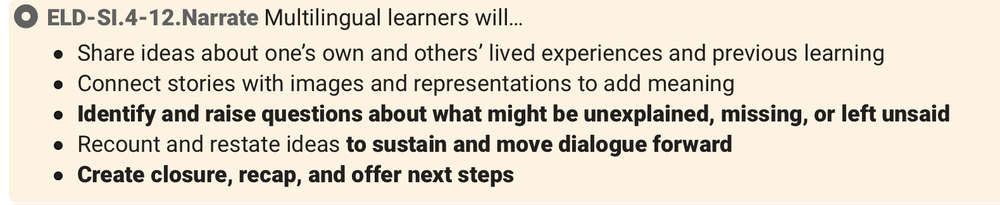 ELD-SI.4-12.Narrate Multilingual learners will…
• Share ideas about one’s own and others’ lived experiences and previous learning
• Connect stories with images and representations to add meaning
• Identify and raise questions about what might be unexplained, missing, or left unsaid
• Recount and restate ideas to sustain and move dialogue forward
• Create closure, recap, and offer next steps